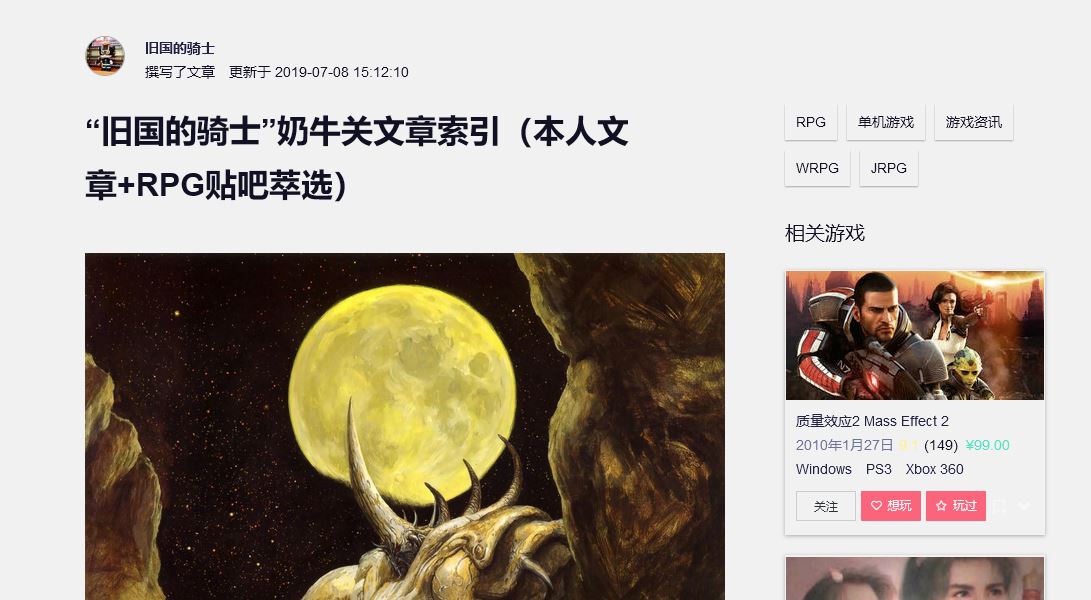 旧国的骑士
撰写了文章 更新于 2019-07-08 15:12:10
“旧国的骑士”奶牛关文章索引（本人文
章+RPG贴吧萃选）
RPG 单机游戏 游戏资讯
WRPG JRPG
相关游戏
N7
质量效应2 Mass Effect 2
2010年1月27日 9.1 (149) ¥99.00
Windows PS3 Xbox 360
关注 想玩 玩过